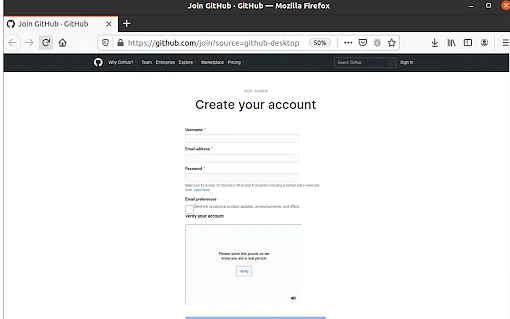 Join GitHub · GitHub — Mozilla Firefox
Join GitHub · GitHub
https://github.com/join?source=github-desktop
50%
Why GitHub?
Team
Enterprise
Explore
Marketplace
Pricing
Search GitHub
Sign in
Join GitHub
Create your account
Username *
Email address *
Password *
Make sure it's at least 15 characters OR at least 8 characters including a number and a lowercase
letter. Learn more.
Email preferences
Send me occasional product updates, announcements, and offers.
Verify your account
Please solve this puzzle so we
know you are a real person
Verify